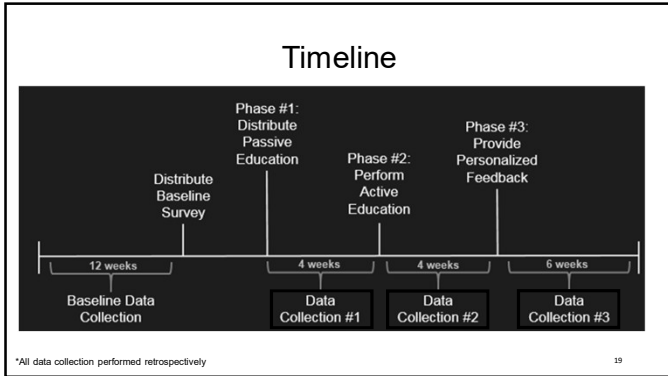 Timeline
Phase #1:
Distribute
Passive
Education
Phase #3:
Provide
Personalized
Feedback
Phase #2:
Perform
Active
Education
Distribute
Baseline
Survey
12 weeks
4 weeks
4 weeks
6 weeks
Baseline Data
Collection
Data
Collection #1
Data
Collection #2
Data
Collection #3
*All data collection performed retrospectively
19